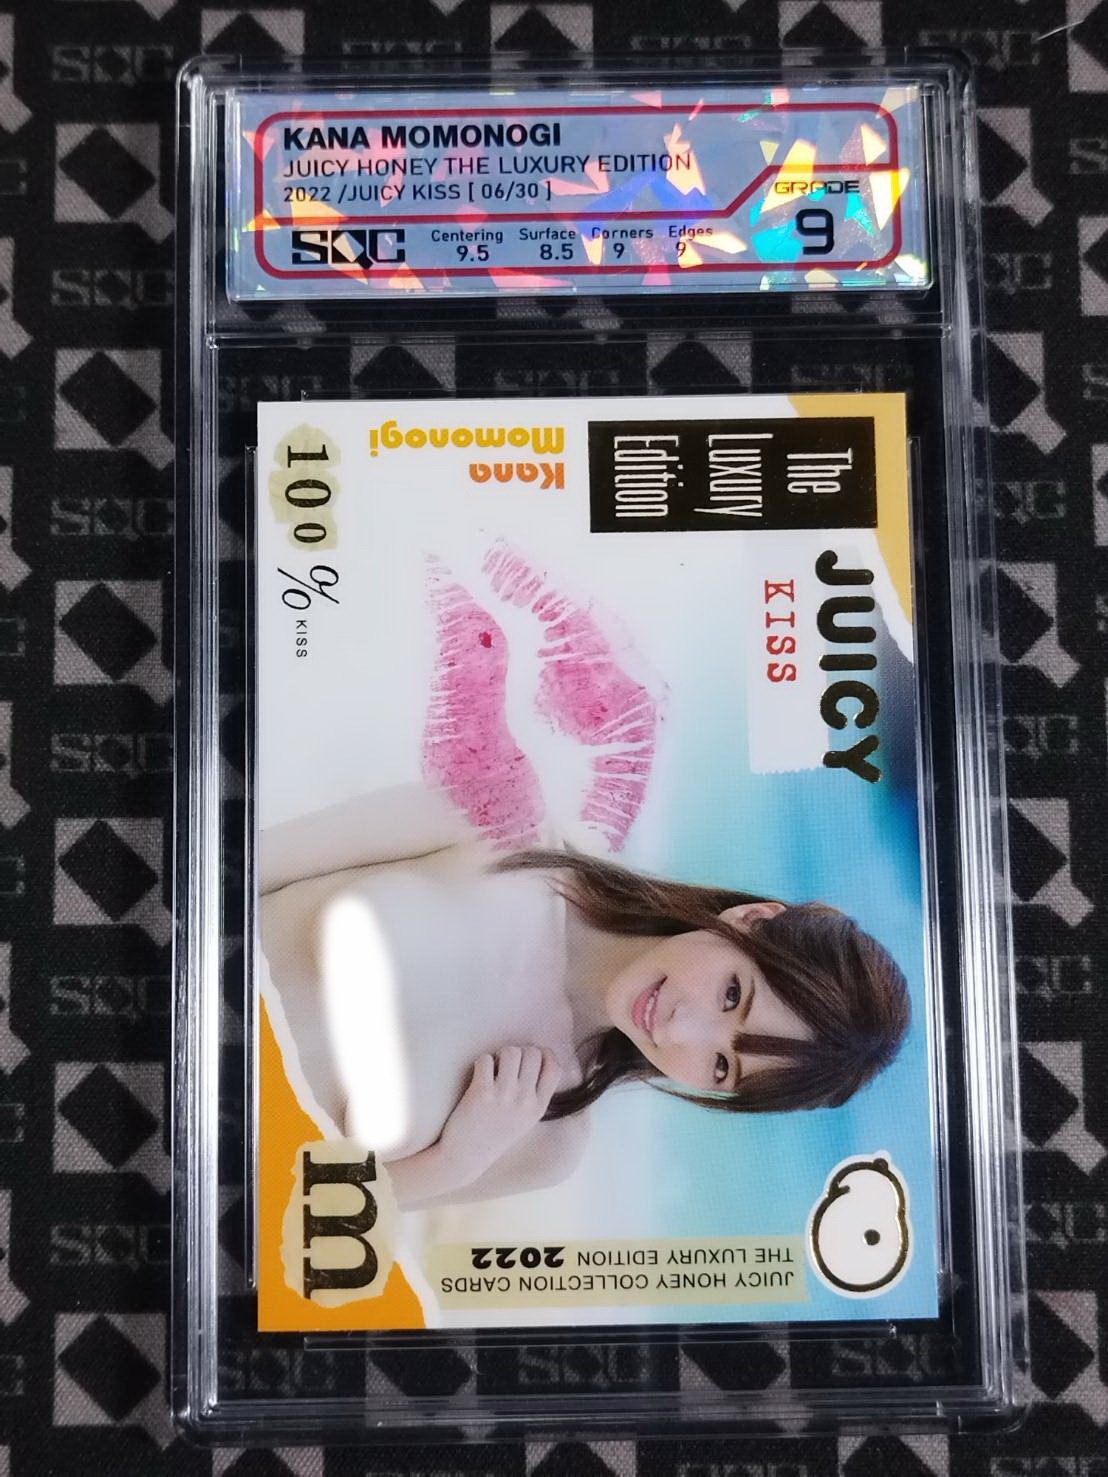 KANA MOMONOGI
JUICY HONEY THE LUXURY EDITION
2022 /JUICY KISS [ 06/30 ]
GRADE
9
SQC
Centering Surface Corners Edges
9.5 8.5 9 9
The
Luxury
Edition
JUICY
KISS
Kana
Momonogi
100% KISS
m
JUICY HONEY COLLECTION CARDS
THE LUXURY EDITION 2022